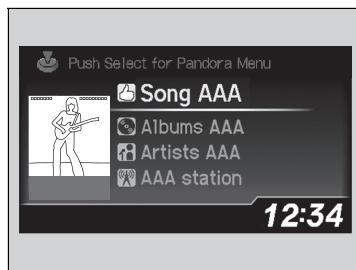 Push Select for Pandora Menu
Song AAA
Albums AAA
Artists AAA
AAA station
12:34